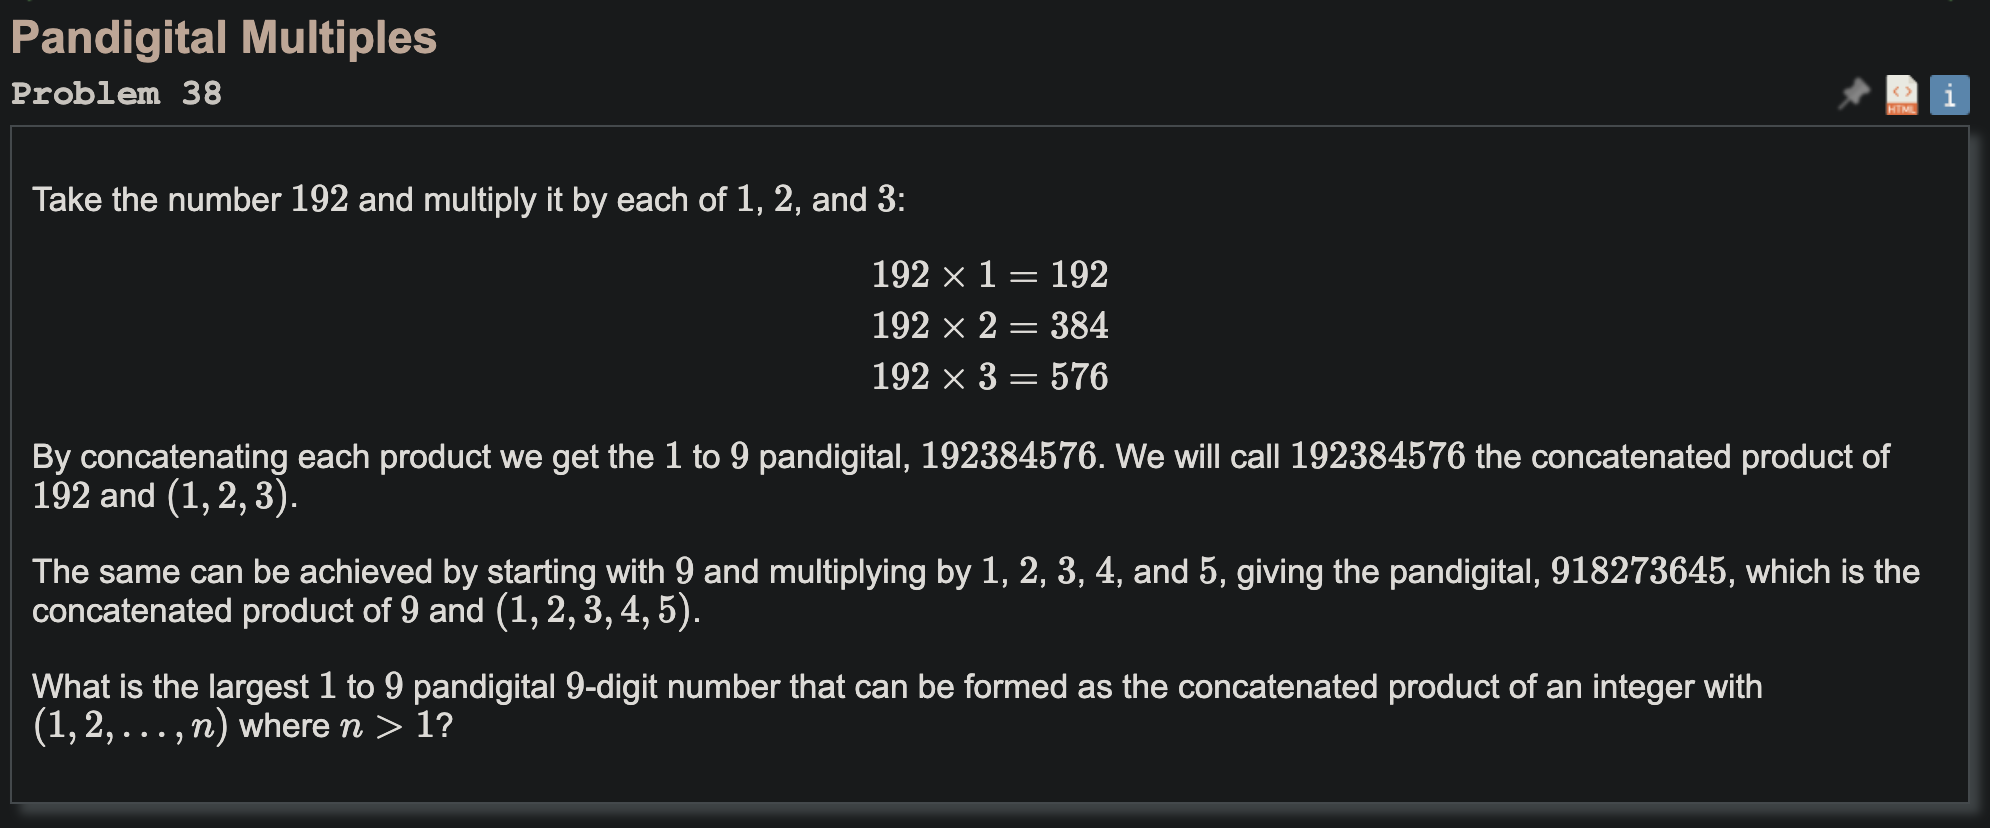 Pandigital Multiples
Problem 38
HTML
i
Take the number 192 and multiply it by each of 1, 2, and 3:
192 × 1 = 192
192 × 2 = 384
192 × 3 = 576
By concatenating each product we get the 1 to 9 pandigital, 192384576. We will call 192384576 the concatenated product of
192 and (1, 2, 3).
The same can be achieved by starting with 9 and multiplying by 1, 2, 3, 4, and 5, giving the pandigital, 918273645, which is the
concatenated product of 9 and (1, 2, 3, 4, 5).
What is the largest 1 to 9 pandigital 9-digit number that can be formed as the concatenated product of an integer with
(1, 2, . . . , n) where n > 1?